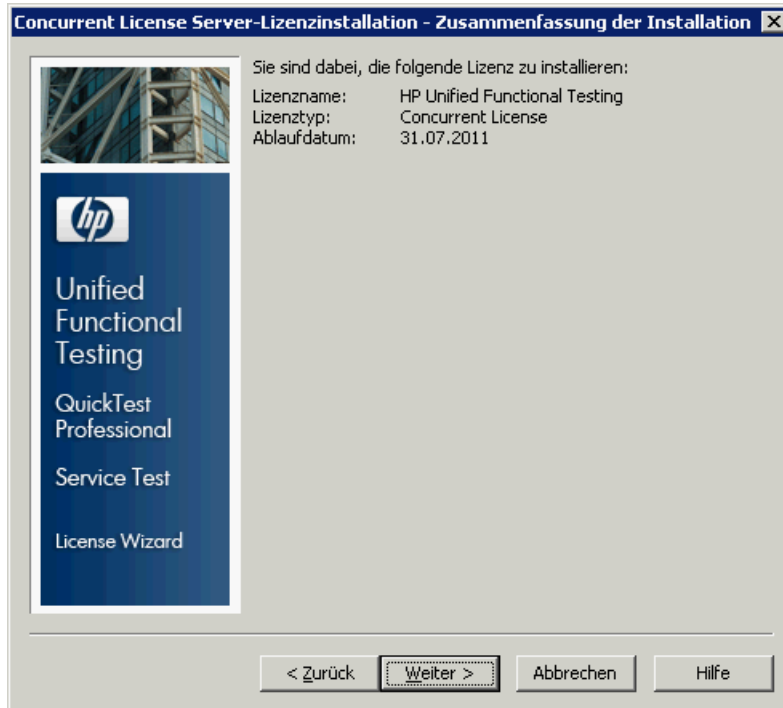 Concurrent License Server-Lizenzinstallation - Zusammenfassung der Installation
Sie sind dabei, die folgende Lizenz zu installieren:
Lizenzname: HP Unified Functional Testing
Lizenztyp: Concurrent License
Ablaufdatum: 31.07.2011
hp
Unified
Functional
Testing
QuickTest
Professional
Service Test
License Wizard
< Zurück Weiter > Abbrechen Hilfe